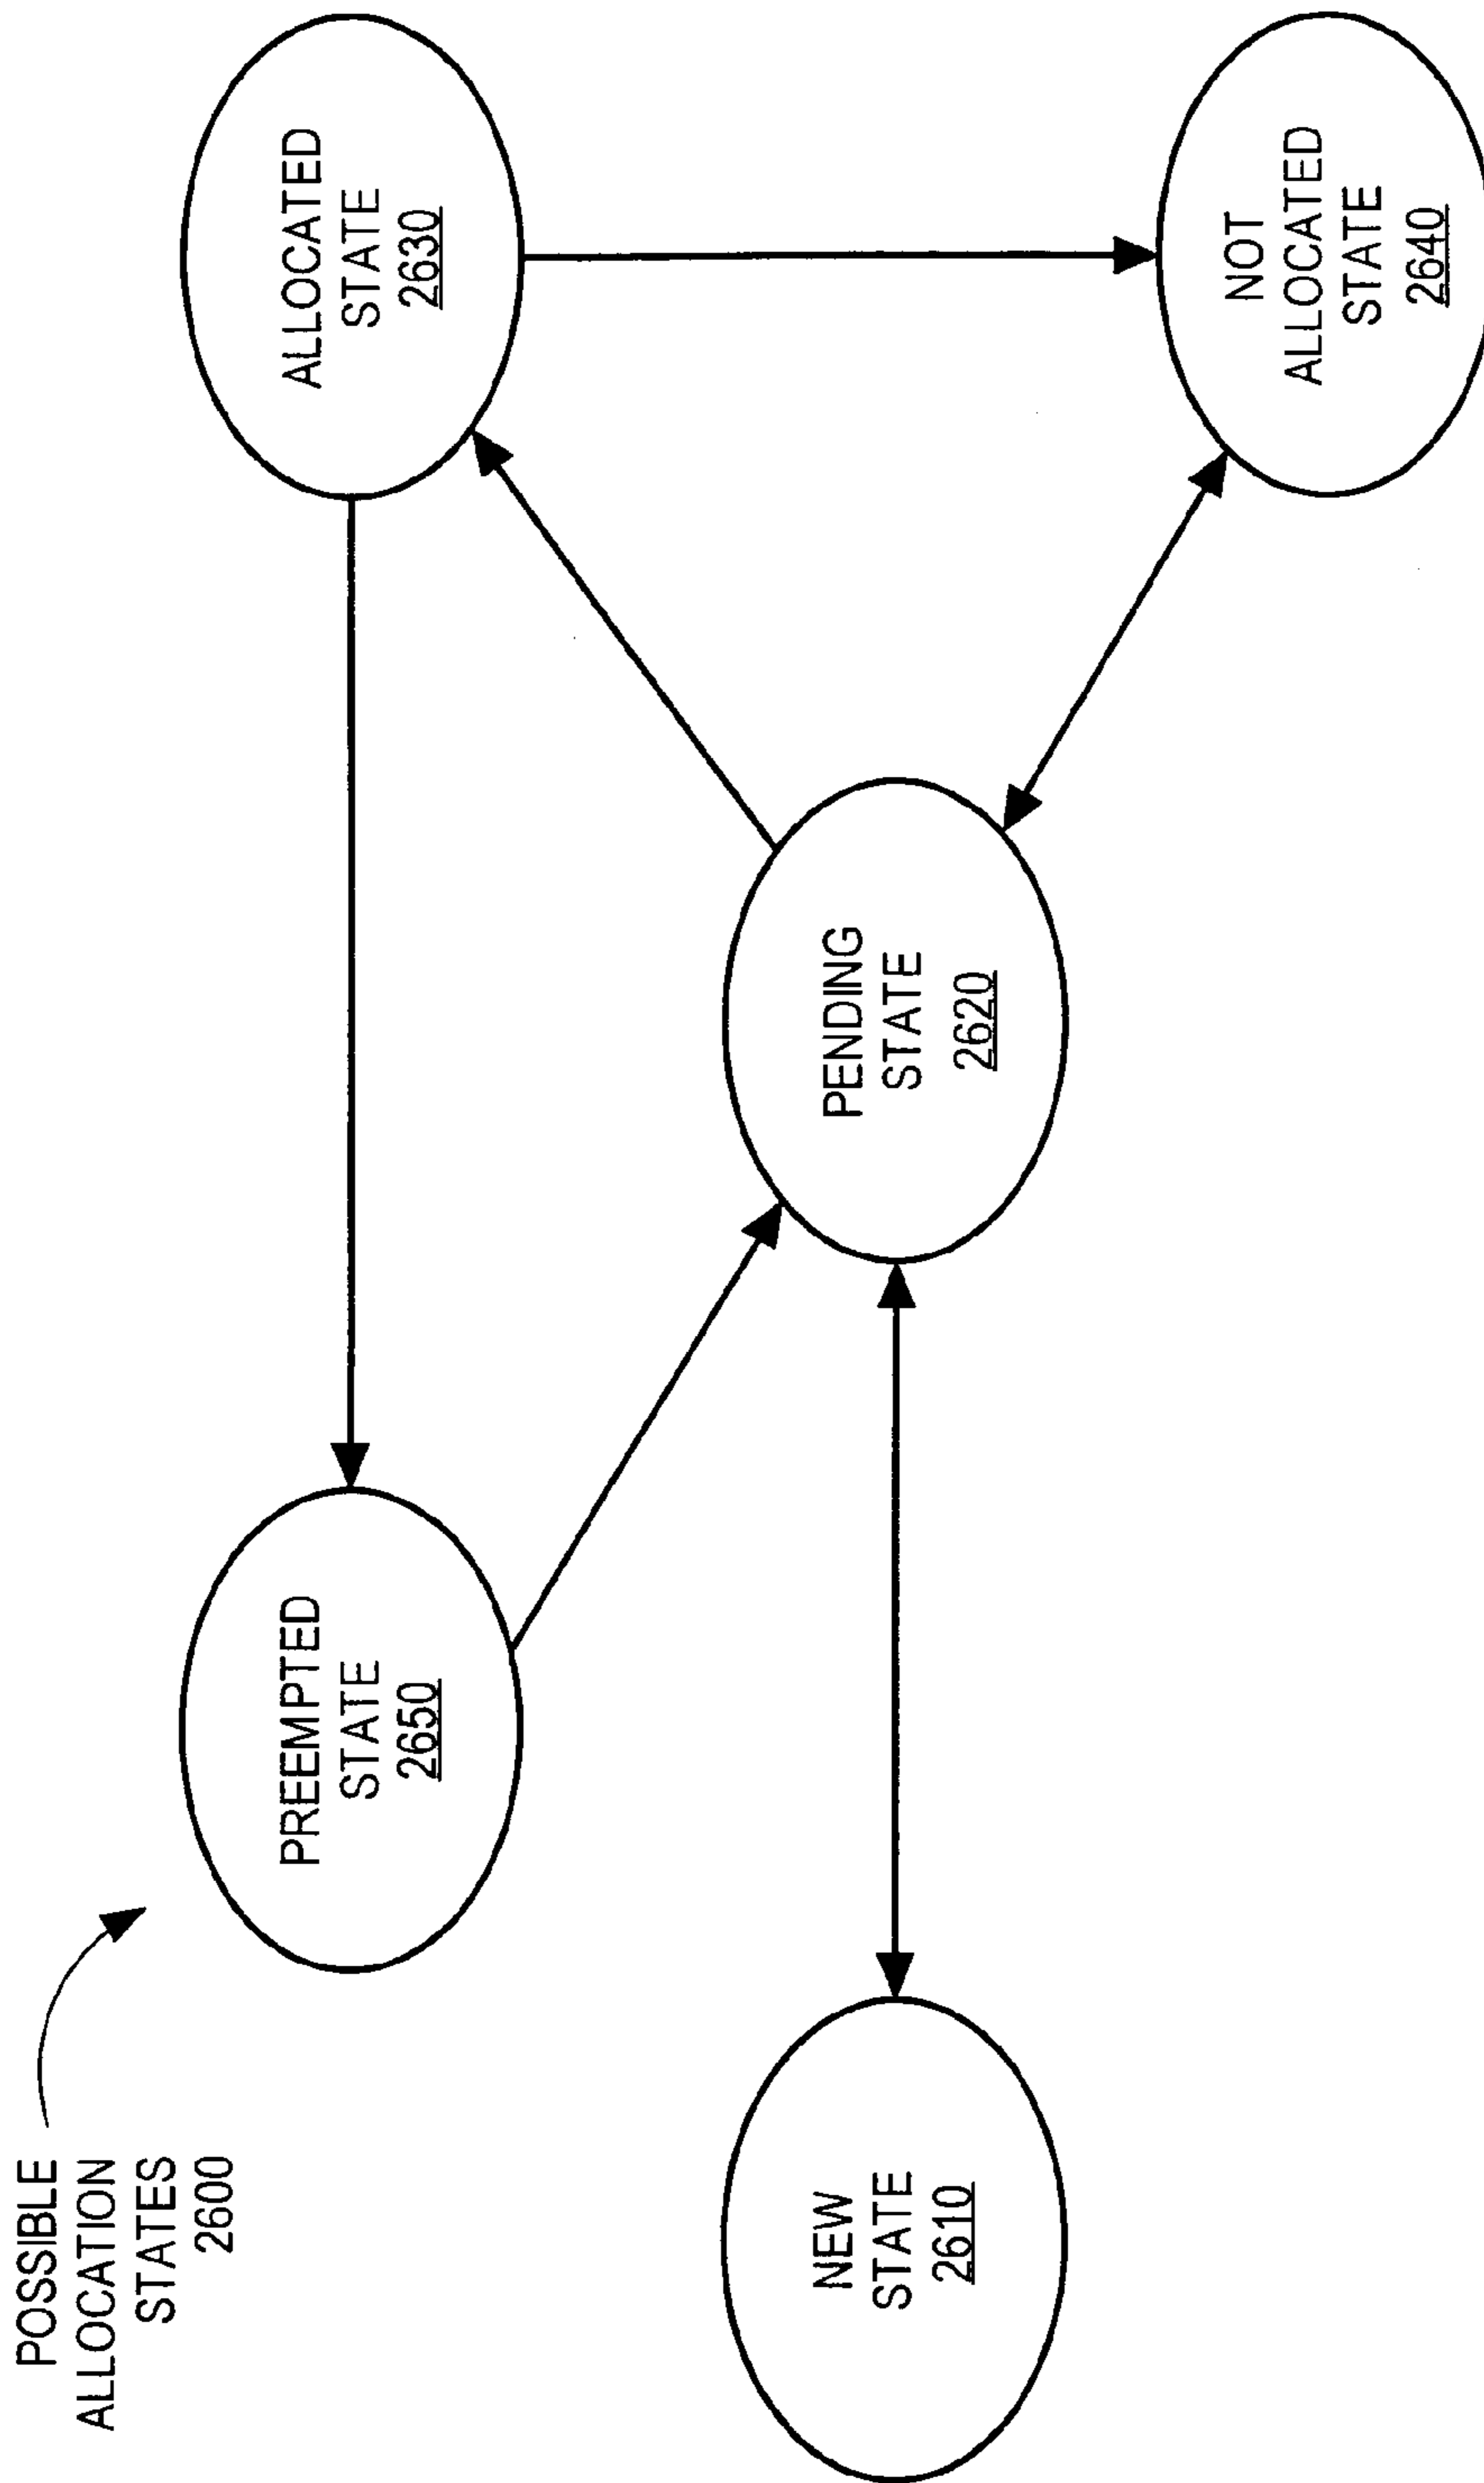 POSSIBLE
ALLOCATION
STATES
2600
PREEMPTED
STATE
2650
ALLOCATED
STATE
2630
NEW
STATE
2610
PENDING
STATE
2620
NOT
ALLOCATED
STATE
2640